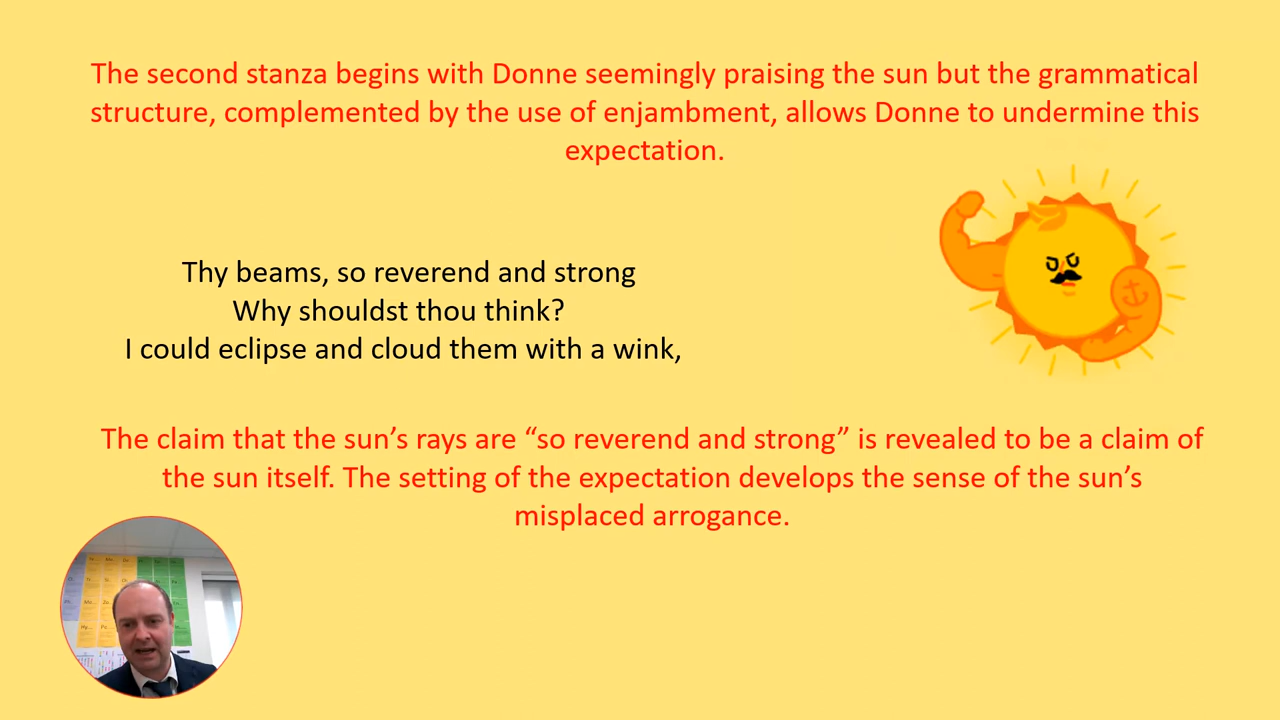 The second stanza begins with Donne seemingly praising the sun but the grammatical
structure, complemented by the use of enjambment, allows Donne to undermine this
expectation.
Thy beams, so reverend and strong
Why shouldst thou think?
I could eclipse and cloud them with a wink,
The claim that the sun’s rays are “so reverend and strong” is revealed to be a claim of
the sun itself. The setting of the expectation develops the sense of the sun’s
misplaced arrogance.